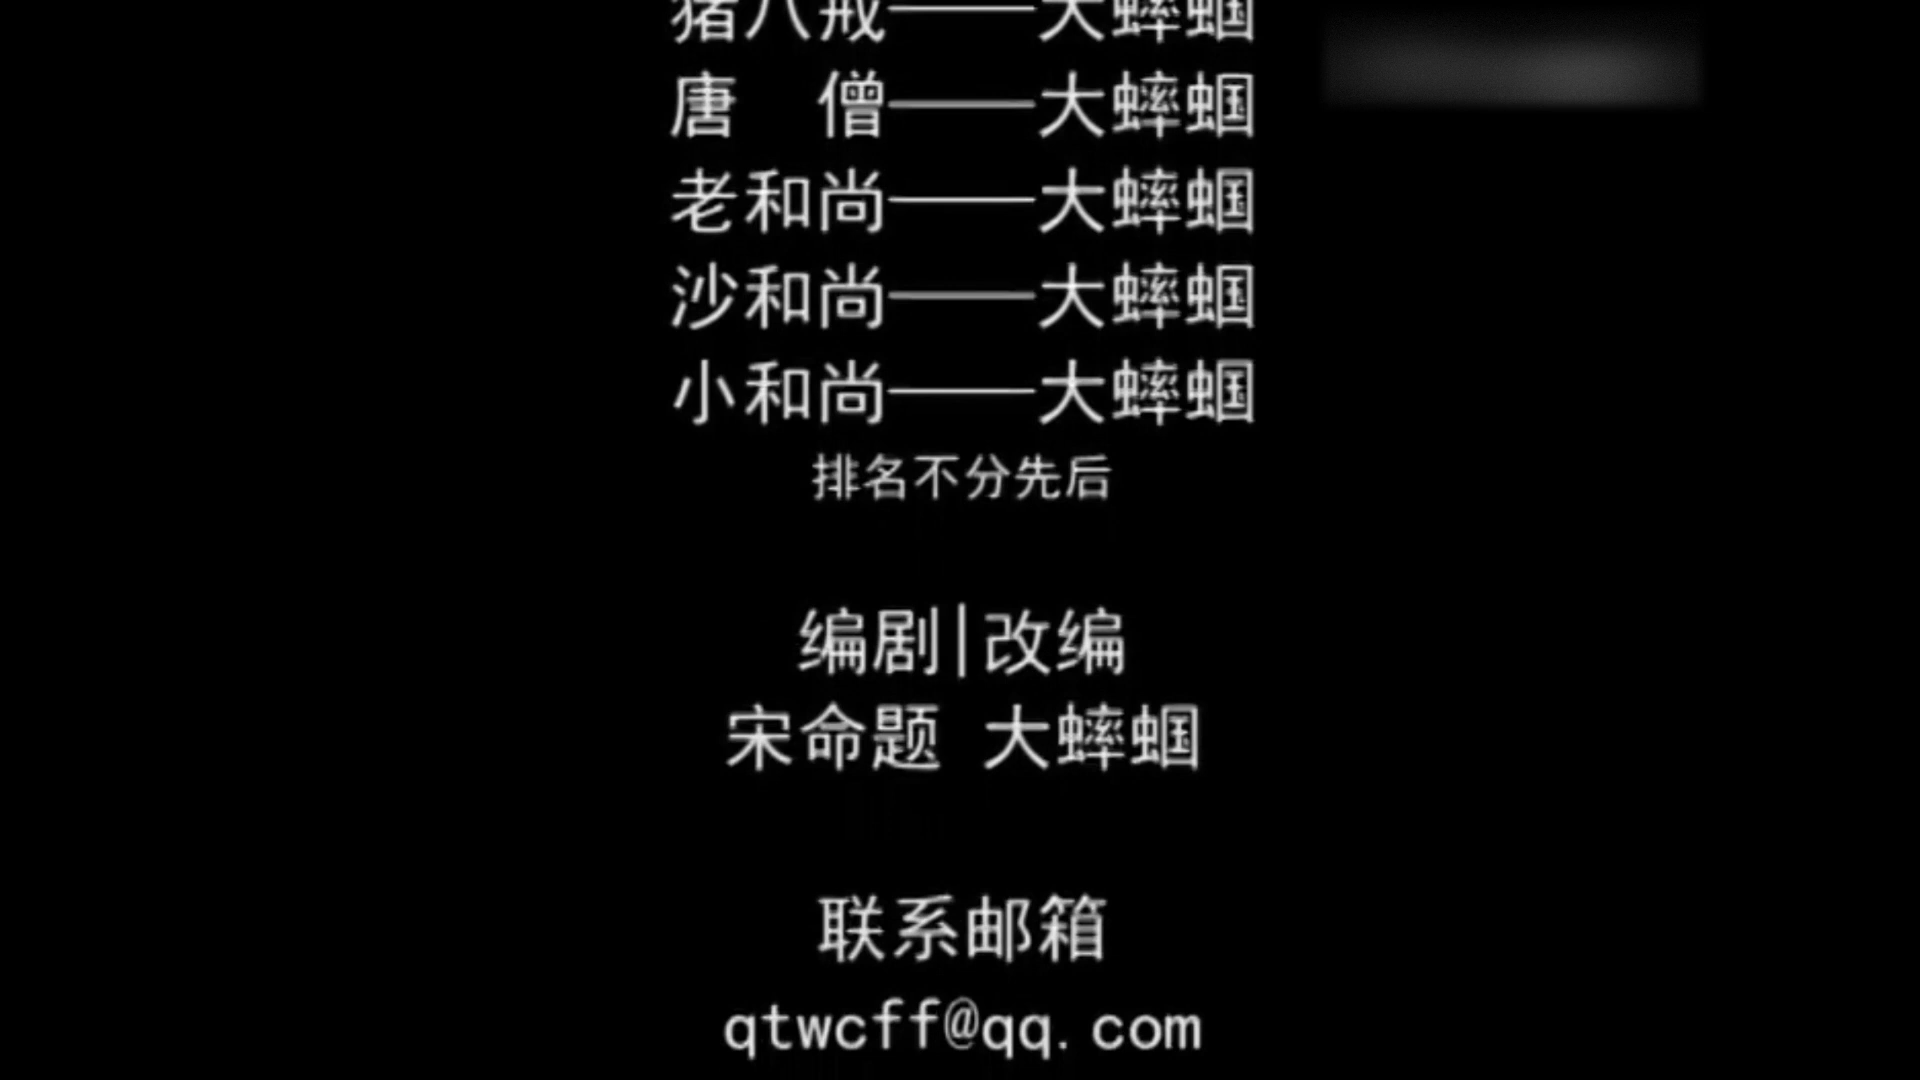 猪八戒——大蟀蝈
唐　僧——大蟀蝈
老和尚——大蟀蝈
沙和尚——大蟀蝈
小和尚——大蟀蝈
排名不分先后
编剧|改编
宋命题 大蟀蝈
联系邮箱
qtwcff@qq.com